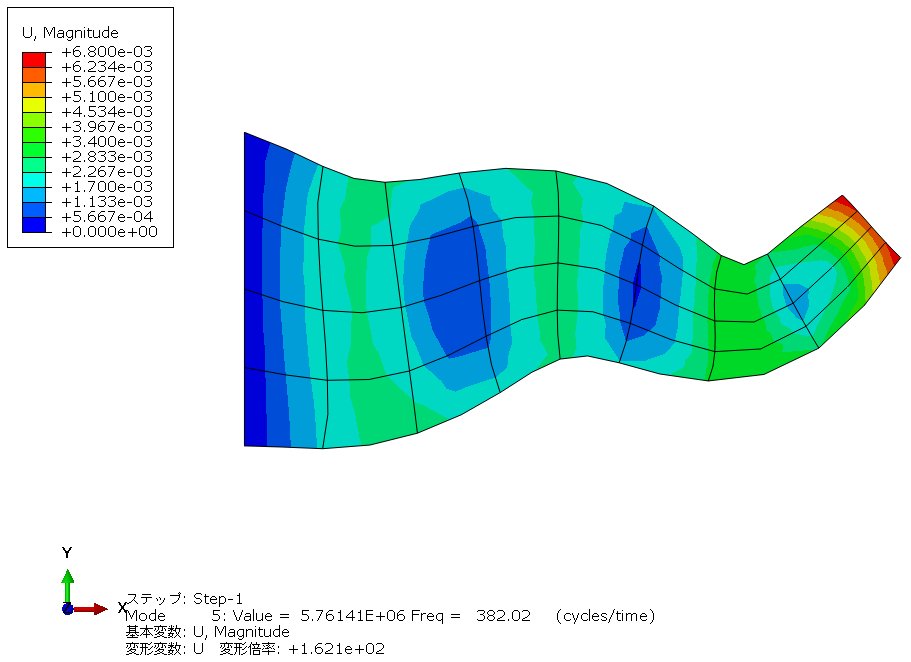 U, Magnitude
+6.800e-03
+6.234e-03
+5.667e-03
+5.100e-03
+4.534e-03
+3.967e-03
+3.400e-03
+2.833e-03
+2.267e-03
+1.700e-03
+1.133e-03
+5.667e-04
+0.000e+00
Y
Z X
ステップ: Step-1
Mode 5: Value = 5.76141E+06 Freq = 382.02 (cycles/time)
基本変数: U, Magnitude
変形変数: U 変形倍率: +1.621e+02